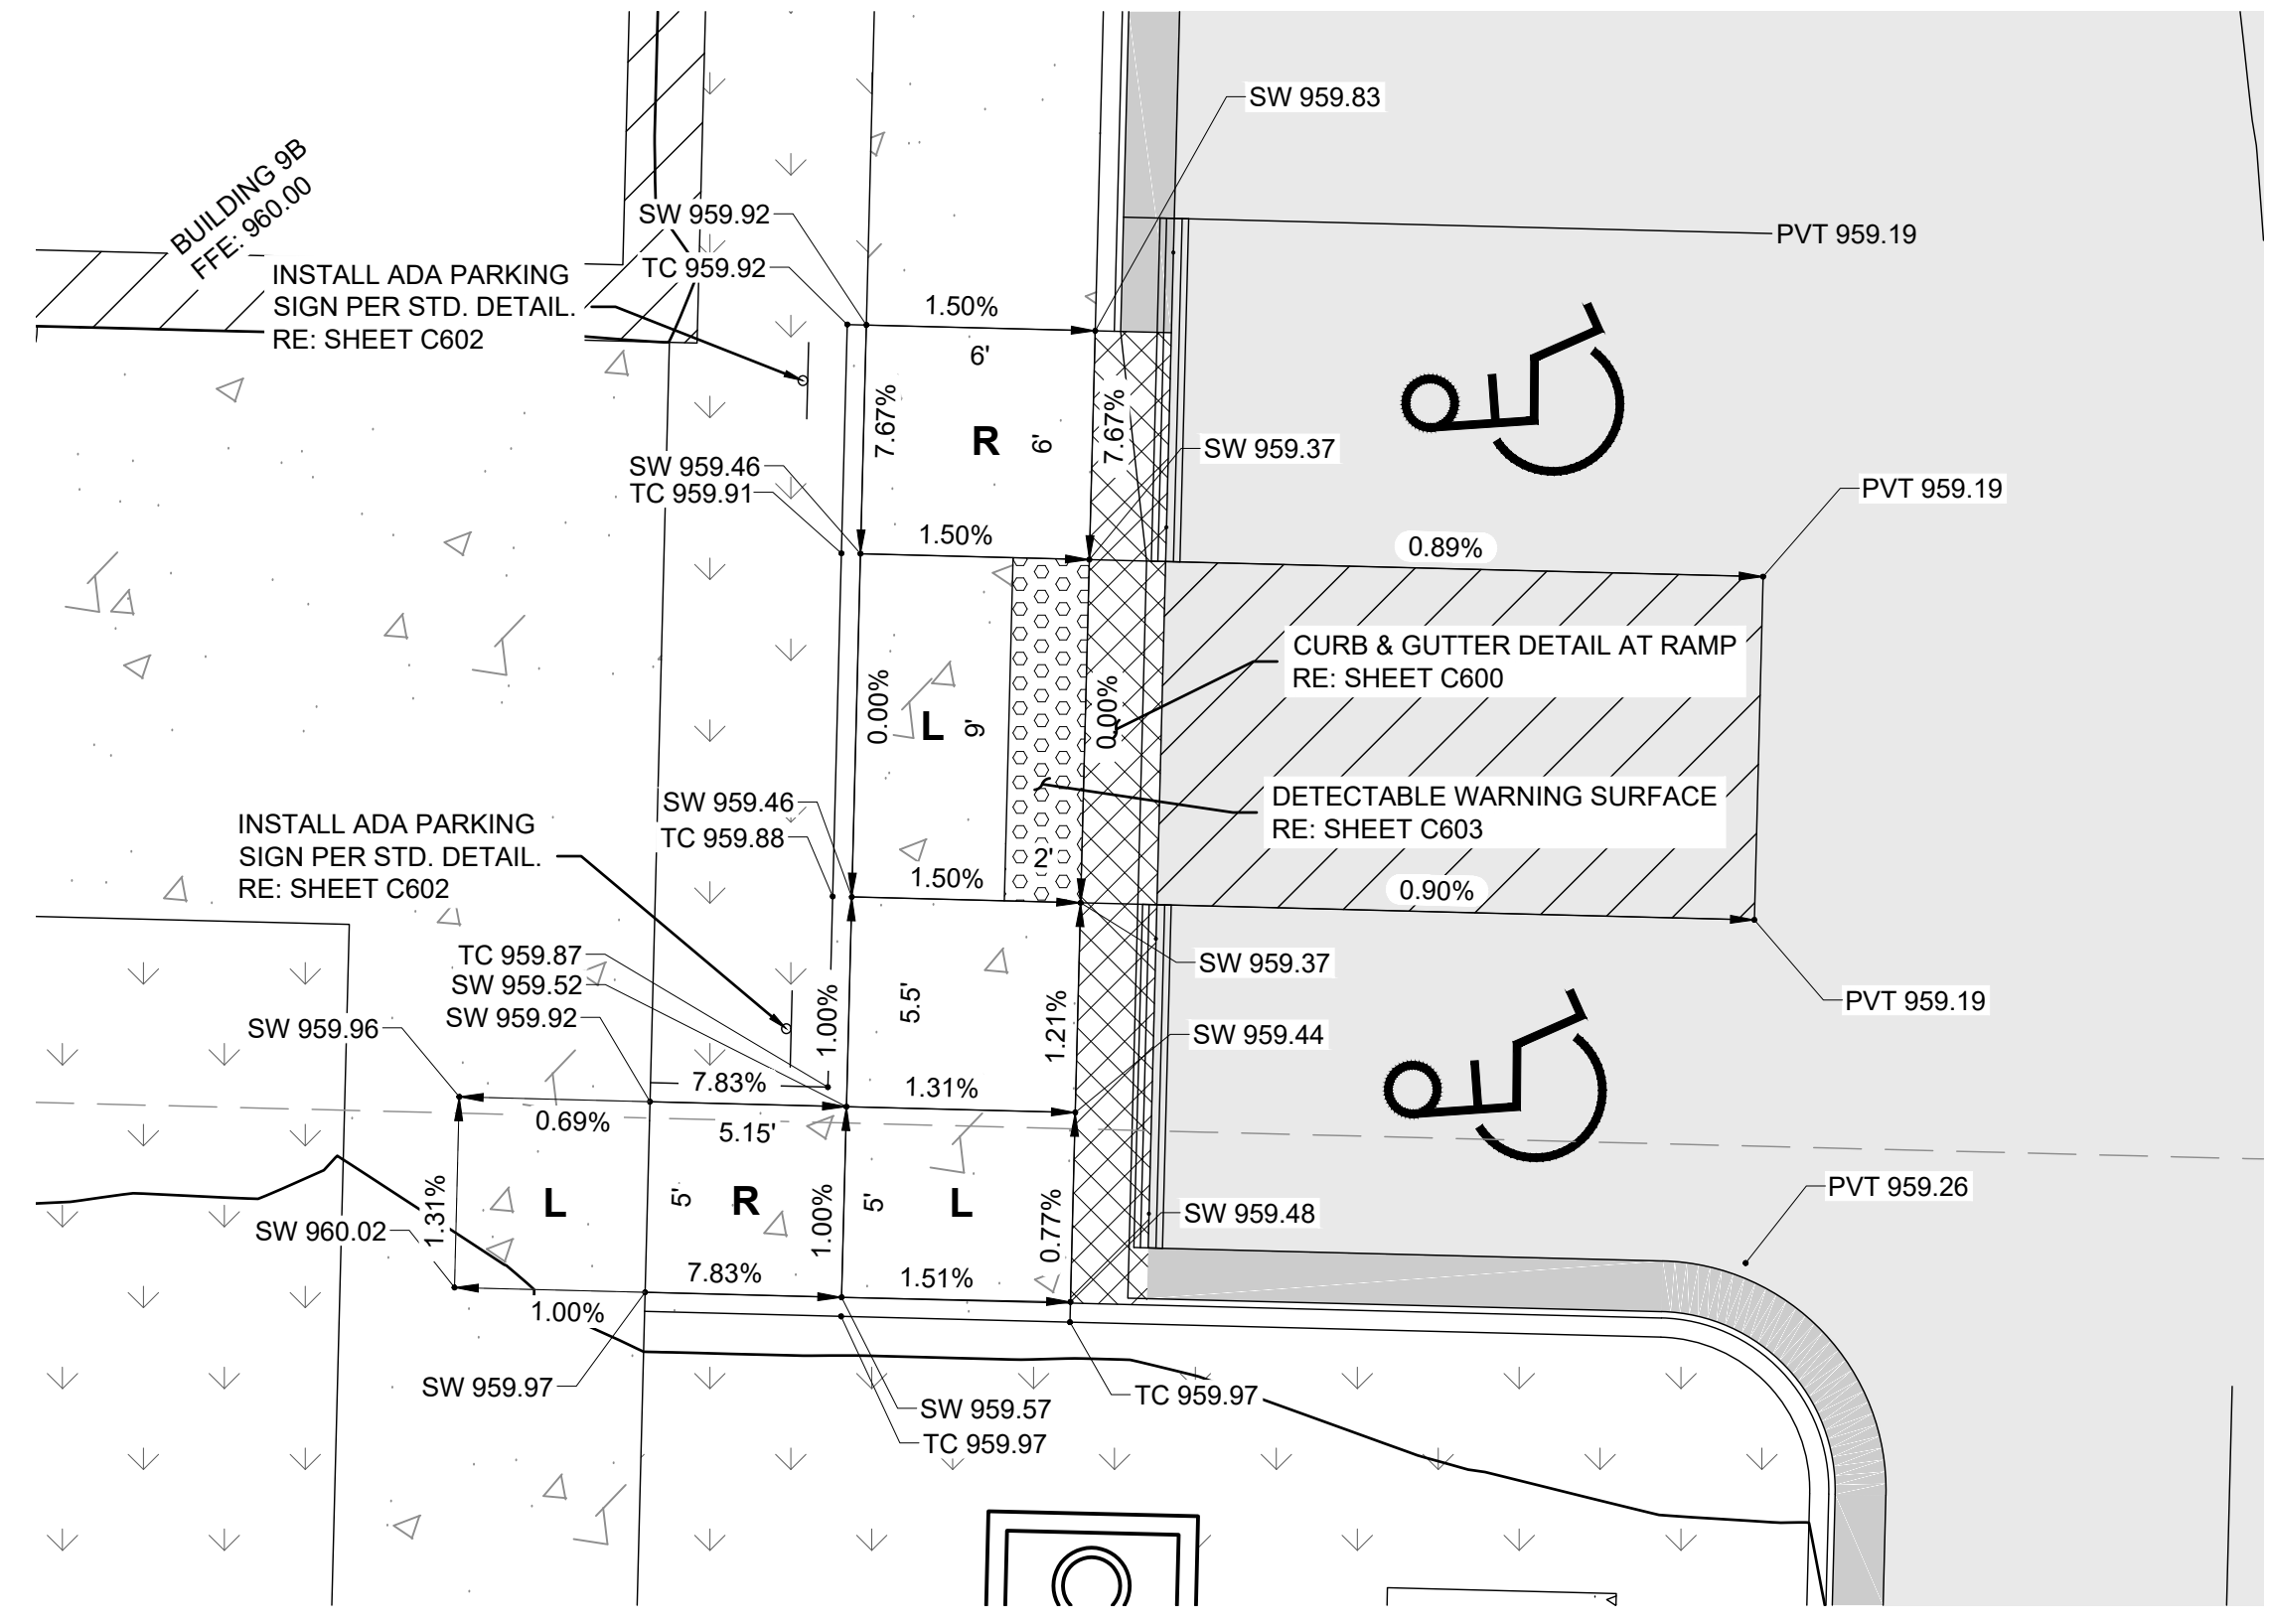 SW 959.83
BUILDING 9B
FFE: 960.00
SW 959.92
PVT 959.19
TC 959.92
INSTALL ADA PARKING
SIGN PER STD. DETAIL.
RE: SHEET C602
1.50%
6'
7.67%
R
6'
7.67%
SW 959.37
SW 959.46
TC 959.91
PVT 959.19
1.50%
0.89%
CURB & GUTTER DETAIL AT RAMP
RE: SHEET C600
0.00%
L
9'
0.00%
DETECTABLE WARNING SURFACE
RE: SHEET C603
SW 959.46
TC 959.88
INSTALL ADA PARKING
SIGN PER STD. DETAIL.
RE: SHEET C602
2'
1.50%
0.90%
TC 959.87
SW 959.52
SW 959.92
SW 959.96
SW 959.37
PVT 959.19
1.00%
5.5'
1.21%
SW 959.44
7.83%
1.31%
0.69%
5.15'
1.31%
L
5'
R
1.00%
5'
L
0.77%
PVT 959.26
SW 960.02
SW 959.48
7.83%
1.51%
1.00%
SW 959.97
TC 959.97
SW 959.57
TC 959.97